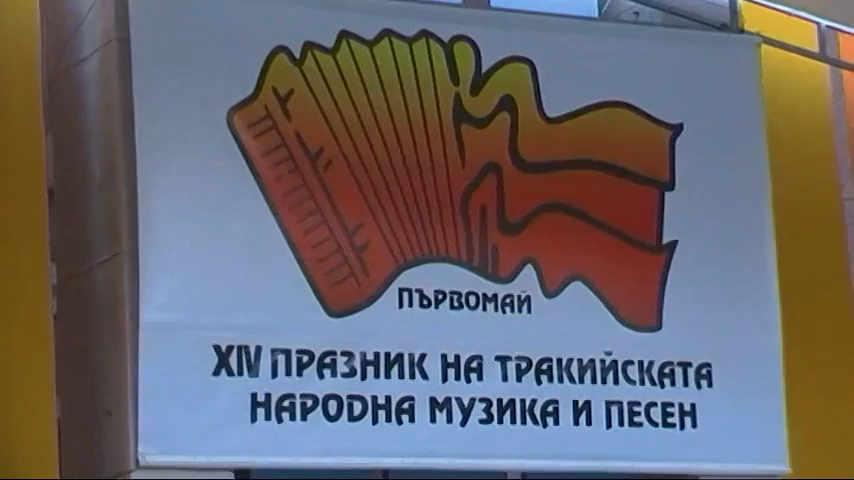 ПЪРВОМАЙ
XIV ПРАЗНИК НА ТРАКИЙСКАТА
НАРОДНА МУЗИКА И ПЕСЕН